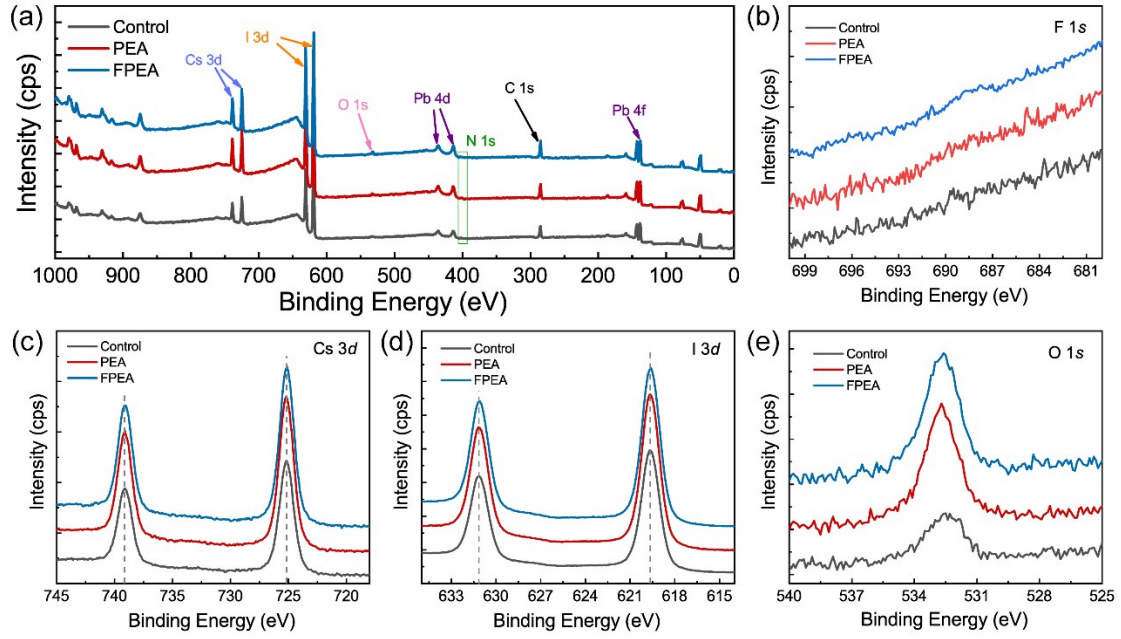 (a)
Control
PEA
FPEA
Cs 3d
I 3d
O 1s
Pb 4d
N 1s
C 1s
Pb 4f
Intensity (cps)
1000 900 800 700 600 500 400 300 200 100 0
Binding Energy (eV)
(b)
F 1s
Control
PEA
FPEA
Intensity (cps)
699 696 693 690 687 684 681
Binding Energy (eV)
(c)
Cs 3d
Control
PEA
FPEA
Intensity (cps)
745 740 735 730 725 720
Binding Energy (eV)
(d)
I 3d
Control
PEA
FPEA
Intensity (cps)
633 630 627 624 621 618 615
Binding Energy (eV)
(e)
O 1s
Control
PEA
FPEA
Intensity (cps)
540 537 534 531 528 525
Binding Energy (eV)